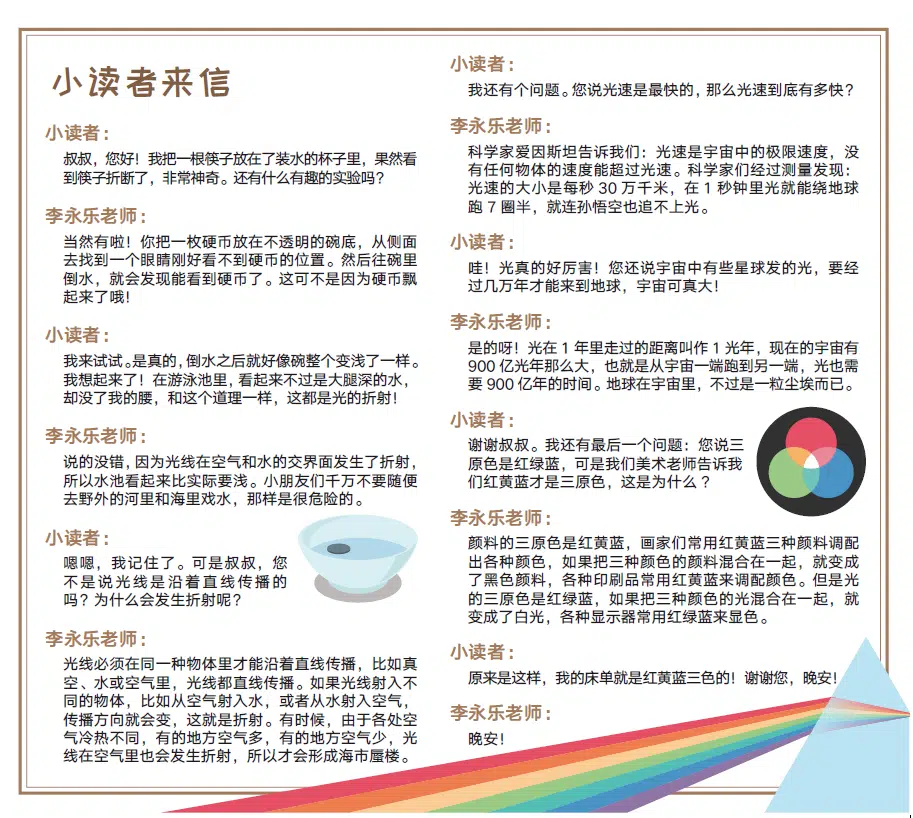 小读者来信
小读者：
叔叔，您好！我把一根筷子放在了装水的杯子里，果然看
到筷子折断了，非常神奇。还有什么有趣的实验吗？
李永乐老师：
当然有啦！你把一枚硬币放在不透明的碗底，从侧面
去找到一个眼睛刚好看不到硬币的位置。然后往碗里
倒水，就会发现能看到硬币了。这可不是因为硬币飘
起来了哦！
小读者：
我来试试。是真的，倒水之后就好像碗整个变浅了一样。
我想起来了！在游泳池里，看起来不过是大腿深的水，
却没了我的腰，和这个道理一样，这都是光的折射！
李永乐老师：
说的没错，因为光线在空气和水的交界面发生了折射，
所以水池看起来比实际要浅。小朋友们千万不要随便
去野外的河里和海里戏水，那样是很危险的。
小读者：
嗯嗯，我记住了。可是叔叔，您
不是说光线是沿着直线传播的
吗？为什么会发生折射呢？
李永乐老师：
光线必须在同一种物体里才能沿着直线传播，比如真
空、水或空气里，光线都直线传播。如果光线射入不
同的物体，比如从空气射入水，或者从水射入空气，
传播方向就会变，这就是折射。有时候，由于各处空
气冷热不同，有的地方空气多，有的地方空气少，光
线在空气里也会发生折射，所以才会形成海市蜃楼。
小读者：
我还有个问题。您说光速是最快的，那么光速到底有多快？
李永乐老师：
科学家爱因斯坦告诉我们：光速是宇宙中的极限速度，没
有任何物体的速度能超过光速。科学家们经过测量发现：
光速的大小是每秒 30 万千米，在 1 秒钟里光就能绕地球
跑 7 圈半，就连孙悟空也追不上光。
小读者：
哇！光真的好厉害！您还说宇宙中有些星球发的光，要经
过几万年才能来到地球，宇宙可真大！
李永乐老师：
是的呀！光在 1 年里走过的距离叫作 1 光年，现在的宇宙有
900 亿光年那么大，也就是从宇宙一端跑到另一端，光也需
要 900 亿年的时间。地球在宇宙里，不过是一粒尘埃而已。
小读者：
谢谢叔叔。我还有最后一个问题：您说三
原色是红绿蓝，可是我们美术老师告诉我
们红黄蓝才是三原色，这是为什么？
李永乐老师：
颜料的三原色是红黄蓝，画家们常用红黄蓝三种颜料调配
出各种颜色，如果把三种颜色的颜料混合在一起，就变成
了黑色颜料，各种印刷品常用红黄蓝来调配颜色。但是光
的三原色是红绿蓝，如果把三种颜色的光混合在一起，就
变成了白光，各种显示器常用红绿蓝来显色。
小读者：
原来是这样，我的床单就是红黄蓝三色的！谢谢您，晚安！
李永乐老师：
晚安！